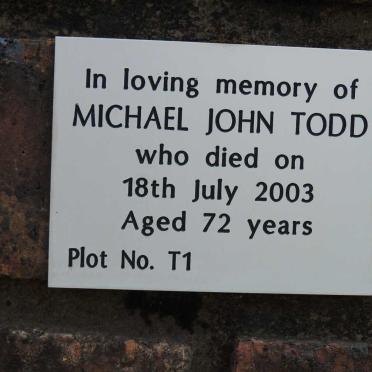 In loving memory of
MICHAEL JOHN TODD
who died on
18th July 2003
Aged 72 years
Plot No. T1